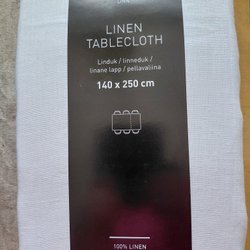 LINEN
TABLECLOTH
Linduk / linneduk /
linane lapp / pellavaliina
140 x 250 cm
100% LINEN